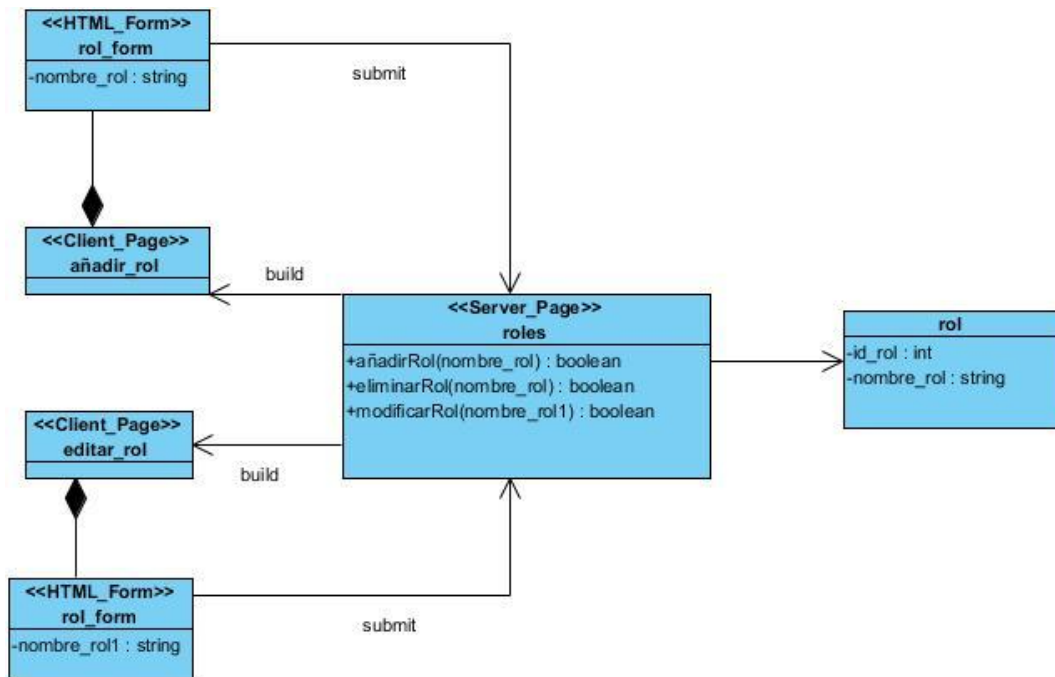 <<HTML_Form>>
rol_form
-nombre_rol : string
submit
<<Client_Page>>
añadir_rol
build
<<Server_Page>>
roles
+añadirRol(nombre_rol) : boolean
+eliminarRol(nombre_rol) : boolean
+modificarRol(nombre_rol1) : boolean
rol
-id_rol : int
-nombre_rol : string
<<Client_Page>>
editar_rol
build
<<HTML_Form>>
rol_form
-nombre_rol1 : string
submit